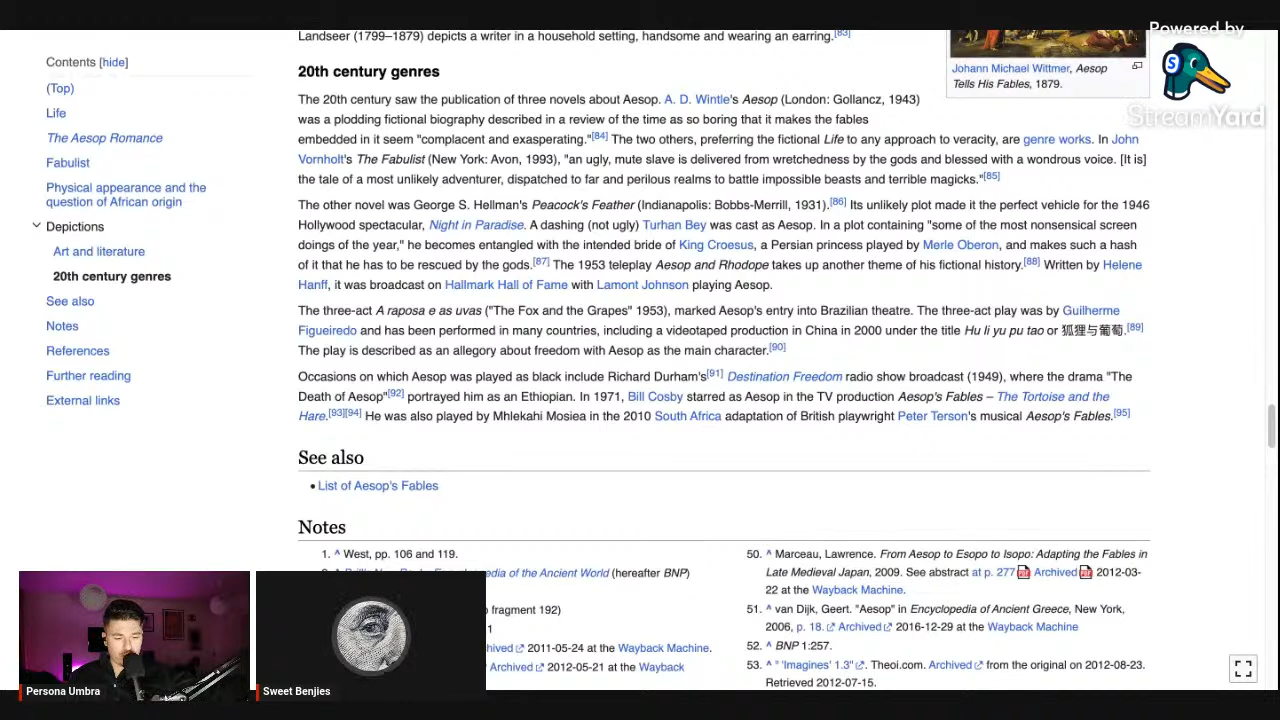 Powered by
StreamYard
Contents [hide]
(Top)
Life
The Aesop Romance
Fabulist
Physical appearance and the
question of African origin
Depictions
Art and literature
20th century genres
See also
Notes
References
Further reading
External links
Landseer (1799–1879) depicts a writer in a household setting, handsome and wearing an earring.[83]
Johann Michael Wittmer, Aesop
Tells His Fables, 1879.
20th century genres
The 20th century saw the publication of three novels about Aesop. A. D. Wintle's Aesop (London: Gollancz, 1943)
was a plodding fictional biography described in a review of the time as so boring that it makes the fables
embedded in it seem "complacent and exasperating."[84] The two others, preferring the fictional Life to any approach to veracity, are genre works. In John
Vornholt's The Fabulist (New York: Avon, 1993), "an ugly, mute slave is delivered from wretchedness by the gods and blessed with a wondrous voice. [It is]
the tale of a most unlikely adventurer, dispatched to far and perilous realms to battle impossible beasts and terrible magicks."[85]
The other novel was George S. Hellman's Peacock's Feather (Indianapolis: Bobbs-Merrill, 1931).[86] Its unlikely plot made it the perfect vehicle for the 1946
Hollywood spectacular, Night in Paradise. A dashing (not ugly) Turhan Bey was cast as Aesop. In a plot containing "some of the most nonsensical screen
doings of the year," he becomes entangled with the intended bride of King Croesus, a Persian princess played by Merle Oberon, and makes such a hash
of it that he has to be rescued by the gods.[87] The 1953 teleplay Aesop and Rhodope takes up another theme of his fictional history.[88] Written by Helene
Hanff, it was broadcast on Hallmark Hall of Fame with Lamont Johnson playing Aesop.
The three-act A raposa e as uvas ("The Fox and the Grapes" 1953), marked Aesop's entry into Brazilian theatre. The three-act play was by Guilherme
Figueiredo and has been performed in many countries, including a videotaped production in China in 2000 under the title Hu li yu pu tao or 狐狸与葡萄.[89]
The play is described as an allegory about freedom with Aesop as the main character.[90]
Occasions on which Aesop was played as black include Richard Durham's[91] Destination Freedom radio show broadcast (1949), where the drama "The
Death of Aesop"[92] portrayed him as an Ethiopian. In 1971, Bill Cosby starred as Aesop in the TV production Aesop's Fables – The Tortoise and the
Hare.[93][94] He was also played by Mhlekahi Mosiea in the 2010 South Africa adaptation of British playwright Peter Terson's musical Aesop's Fables.[95]
See also
• List of Aesop's Fables
Notes
1. ^ West, pp. 106 and 119.
edia of the Ancient World (hereafter BNP)
o fragment 192)
1
hived 2011-05-24 at the Wayback Machine.
Archived 2012-05-21 at the Wayback
50. ^ Marceau, Lawrence. From Aesop to Esopo to Isopo: Adapting the Fables in
Late Medieval Japan, 2009. See abstract at p. 277 Archived 2012-03-
22 at the Wayback Machine.
51. ^ van Dijk, Geert. "Aesop" in Encyclopedia of Ancient Greece, New York,
2006, p. 18. Archived 2016-12-29 at the Wayback Machine
52. ^ BNP 1:257.
53. ^ " 'Imagines' 1.3". Theoi.com. Archived from the original on 2012-08-23.
Retrieved 2012-07-15.
Persona Umbra
Sweet Benjies